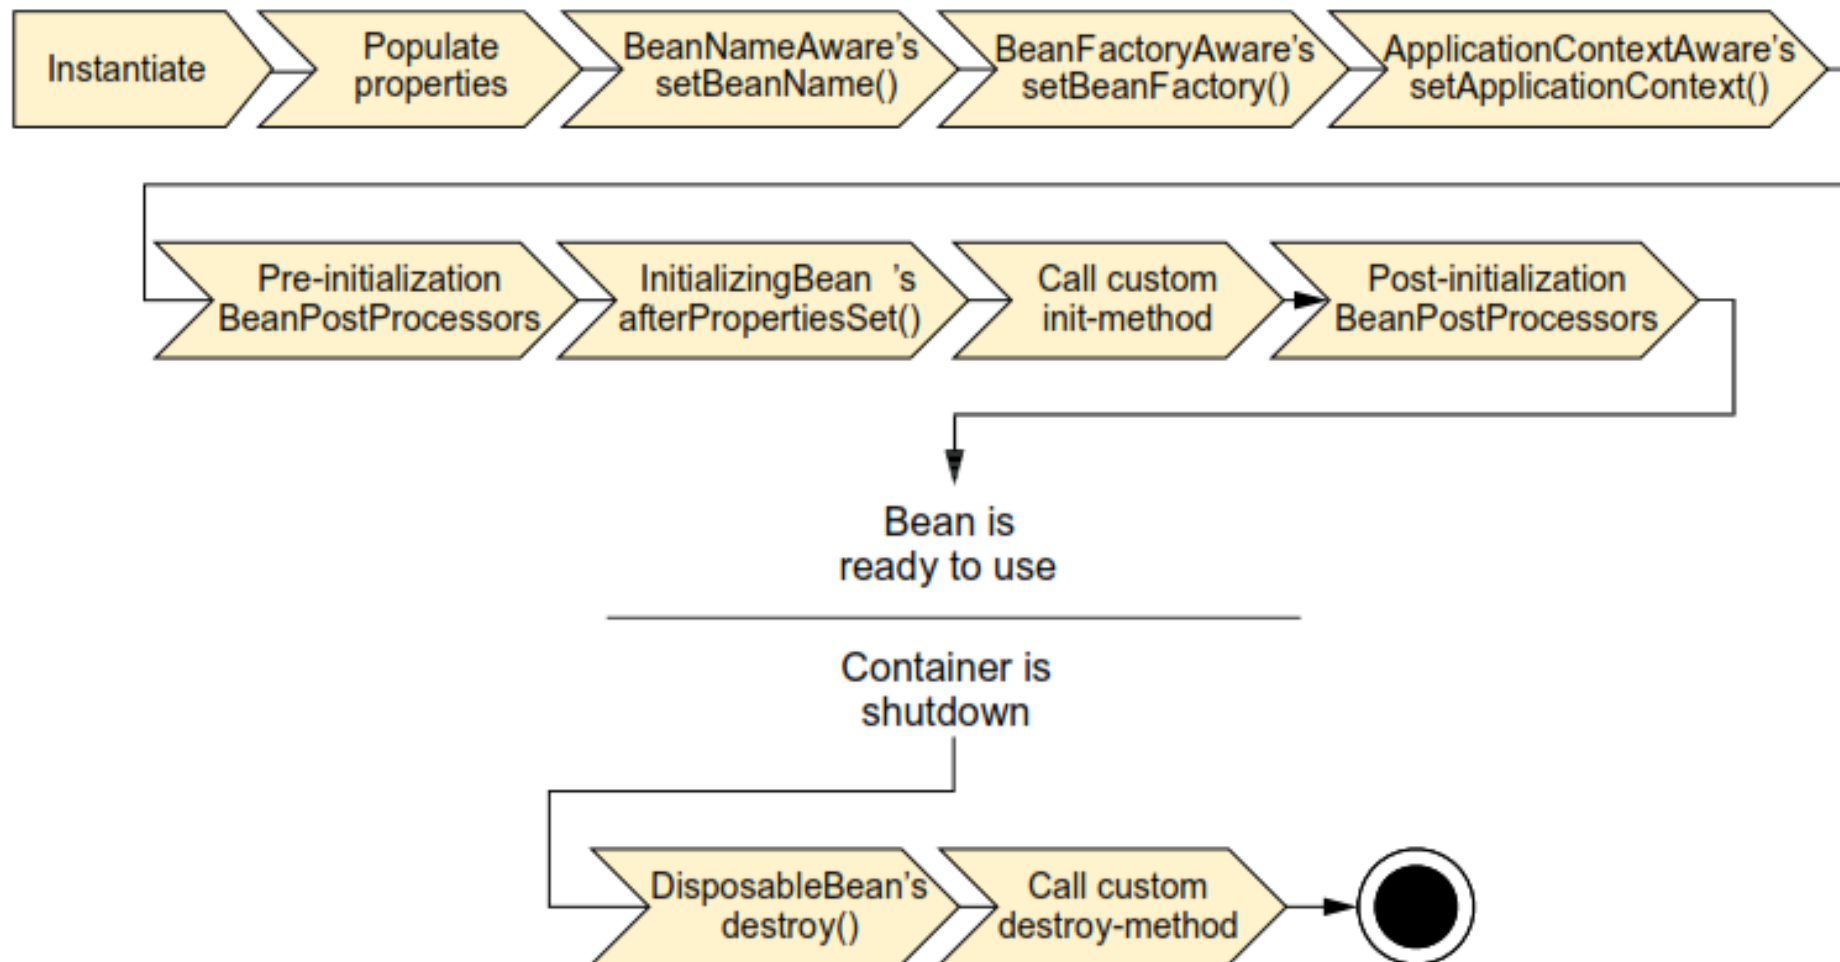 Instantiate
Populate
properties
BeanNameAware's
setBeanName()
BeanFactoryAware's
setBeanFactory()
ApplicationContextAware's
setApplicationContext()
Pre-initialization
BeanPostProcessors
InitializingBean 's
afterPropertiesSet()
Call custom
init-method
Post-initialization
BeanPostProcessors
Bean is
ready to use
Container is
shutdown
DisposableBean's
destroy()
Call custom
destroy-method